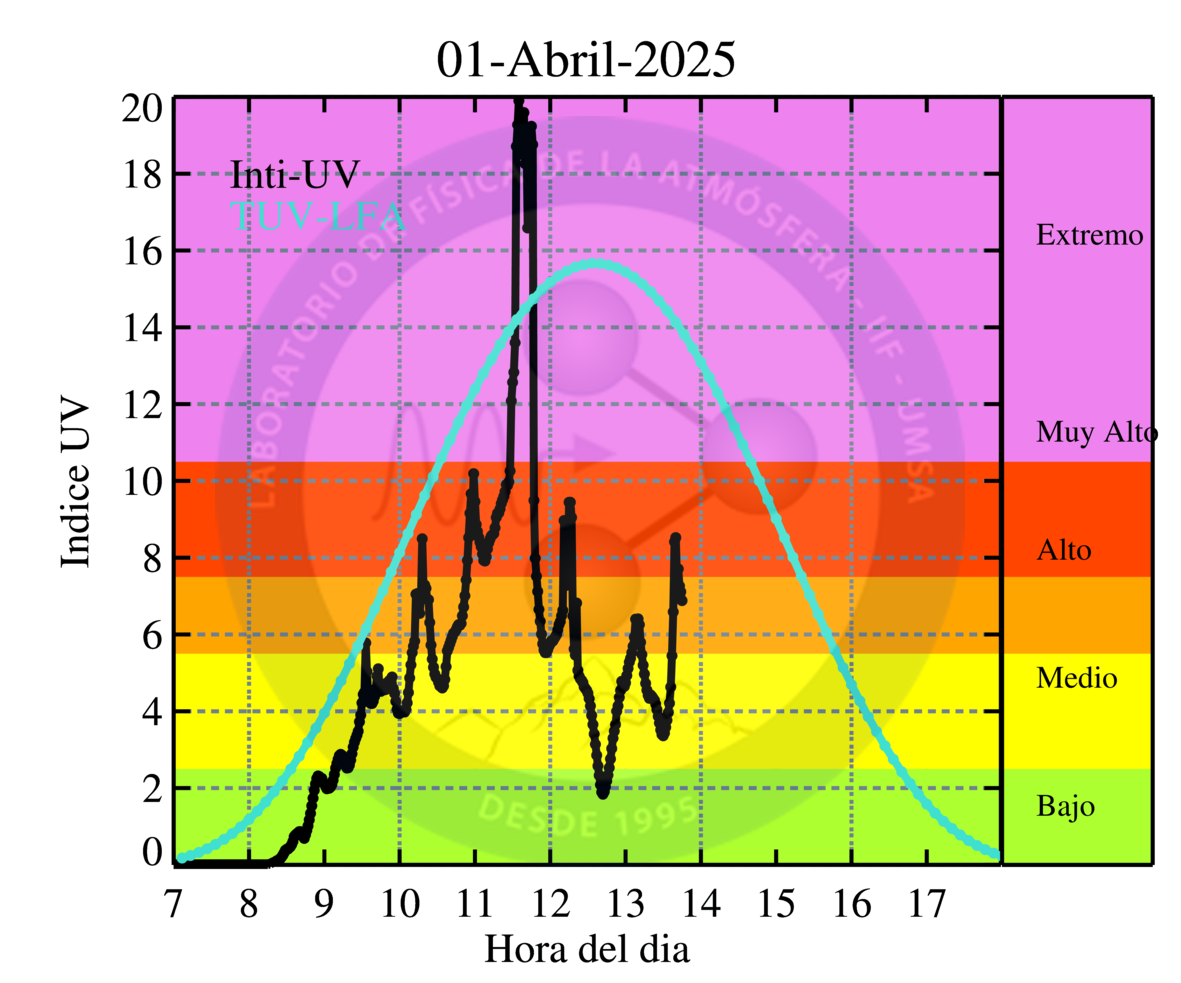 01-Abril-2025
20
18
16
14
12
10
8
6
4
2
0
Indice UV
Inti-UV
TUV-LFA
LABORATORIO DE FÍSICA DE LA ATMÓSFERA - IIF - UMSA
DESDE 1995
Extremo
Muy Alto
Alto
Medio
Bajo
7 8 9 10 11 12 13 14 15 16 17
Hora del dia